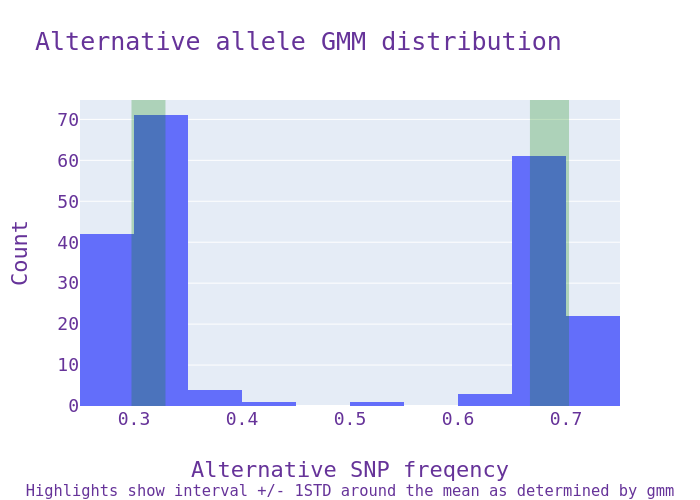 Alternative allele GMM distribution
70
60
50
40
30
20
10
0
Count
0.3 0.4 0.5 0.6 0.7
Alternative SNP freqency
Highlights show interval +/- 1STD around the mean as determined by gmm